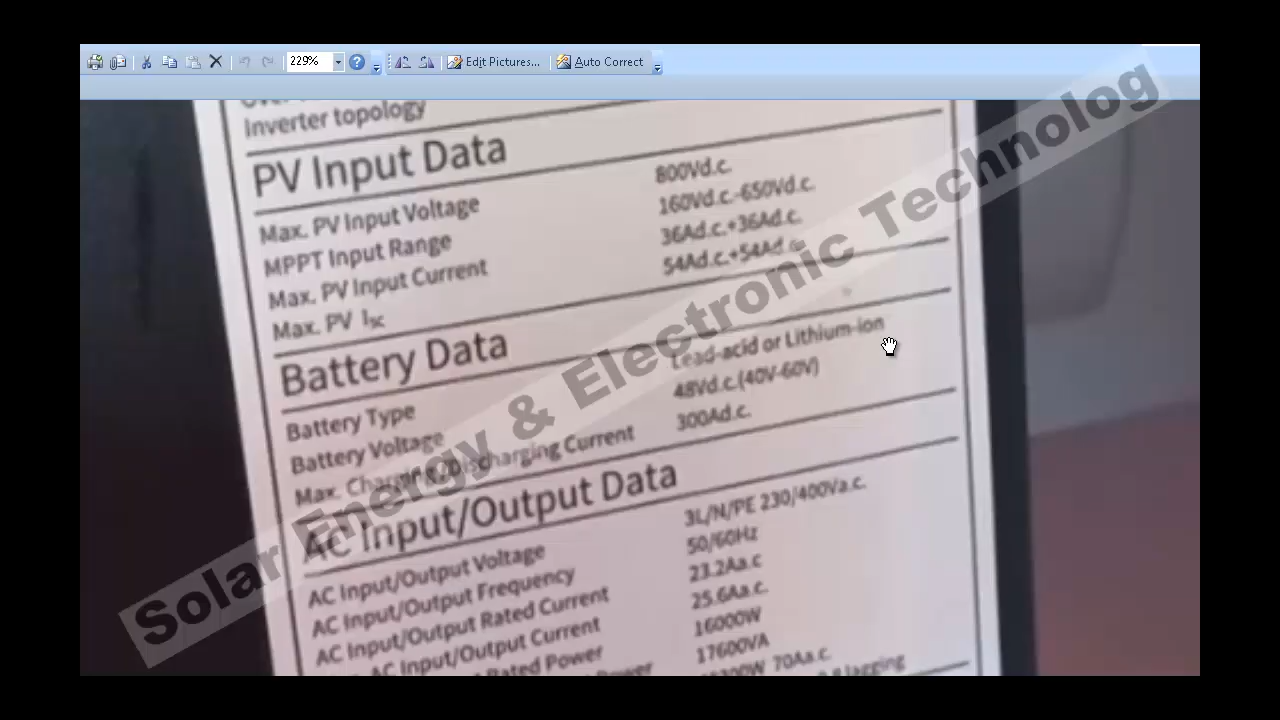 229%
Edit Pictures...
Auto Correct
Inverter topology
PV Input Data
Max. PV Input Voltage 800Vd.c.
MPPT Input Range 160Vd.c.-650Vd.c.
Max. PV Input Current 36Ad.c.+36Ad.c.
Max. PV Isc 54Ad.c.+54Ad.c.
Battery Data
Battery Type Lead-acid or Lithium-ion
Battery Voltage 48Vd.c.(40V-60V)
Max. Charging/Discharging Current 300Ad.c.
AC Input/Output Data
AC Input/Output Voltage 3L/N/PE 230/400Va.c.
AC Input/Output Frequency 50/60Hz
AC Input/Output Rated Current 23.2Aa.c
AC Input/Output Current 25.6Aa.c.
Rated Power 16000W
Power 17600VA
70Aa.c.
lagging
Solar Energy & Electronic Technolog